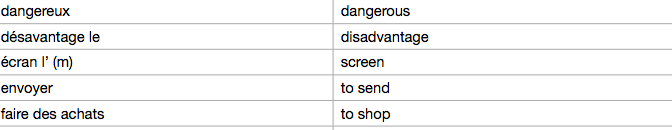 dangereux dangerous
désavantage le disadvantage
écran l’ (m) screen
envoyer to send
faire des achats to shop